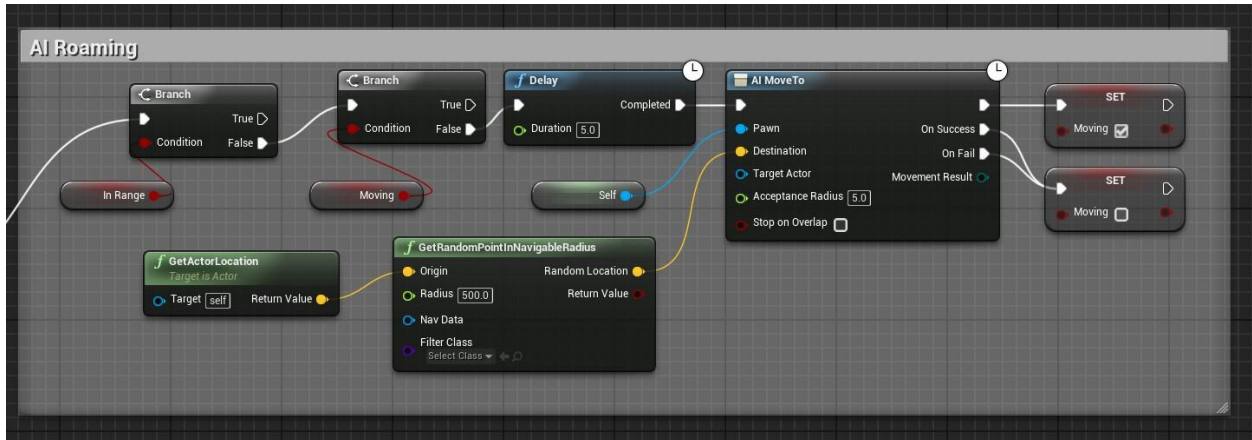 AI Roaming
Branch
True
Condition False
In Range
Branch
True
Condition False
Moving
f Delay
Completed
Duration 5.0
Self
AI MoveTo
Pawn On Success
Destination On Fail
Target Actor Movement Result
Acceptance Radius 5.0
Stop on Overlap
SET
Moving
SET
Moving
f GetActorLocation
Target is Actor
Target self Return Value
f GetRandomPointInNavigableRadius
Origin Random Location
Radius 500.0 Return Value
Nav Data
Filter Class
Select Class